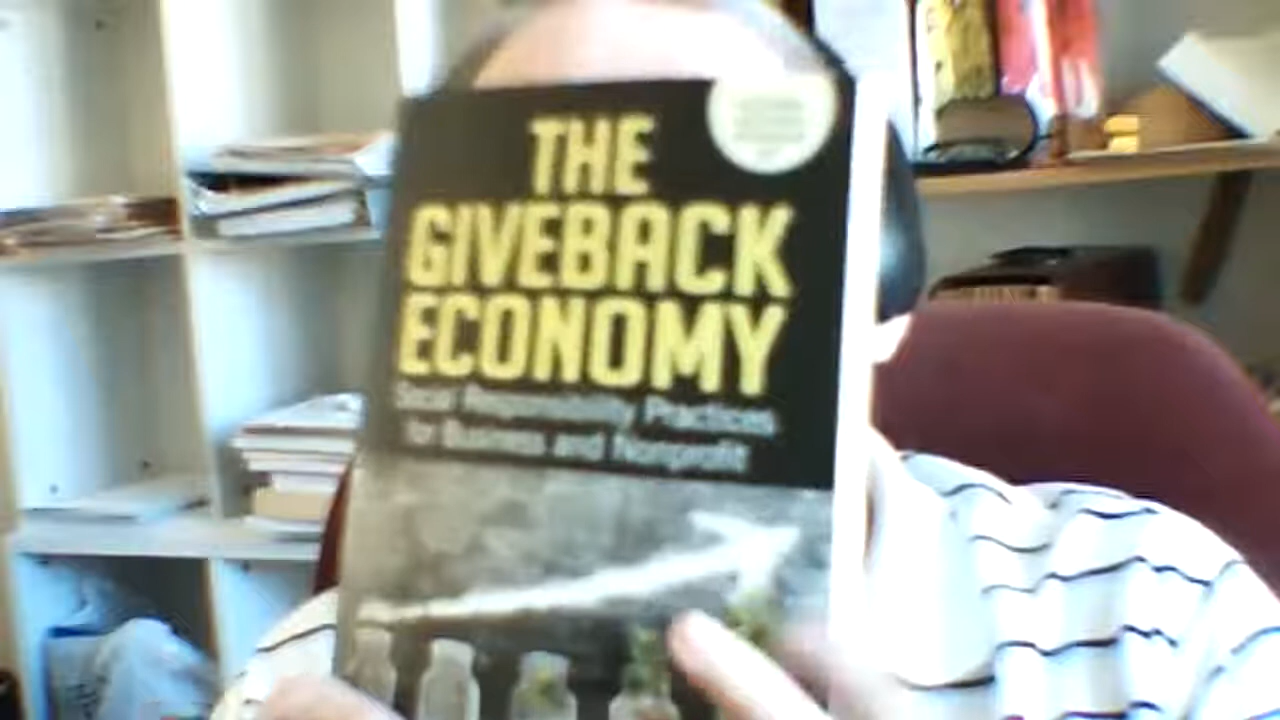 THE
GIVEBACK
ECONOMY
Social Responsibility Practices
for Business and Nonprofit